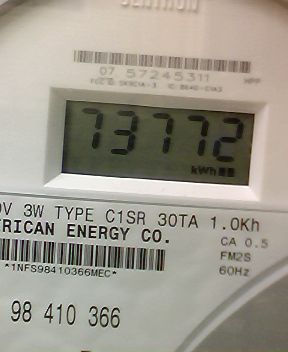 07 57245311
73772
kWh
0V 3W TYPE C1SR 30TA 1.0Kh
RICAN ENERGY CO.
CA 0.5
*1NFS98410366MEC*
FM2S
60Hz
98 410 366